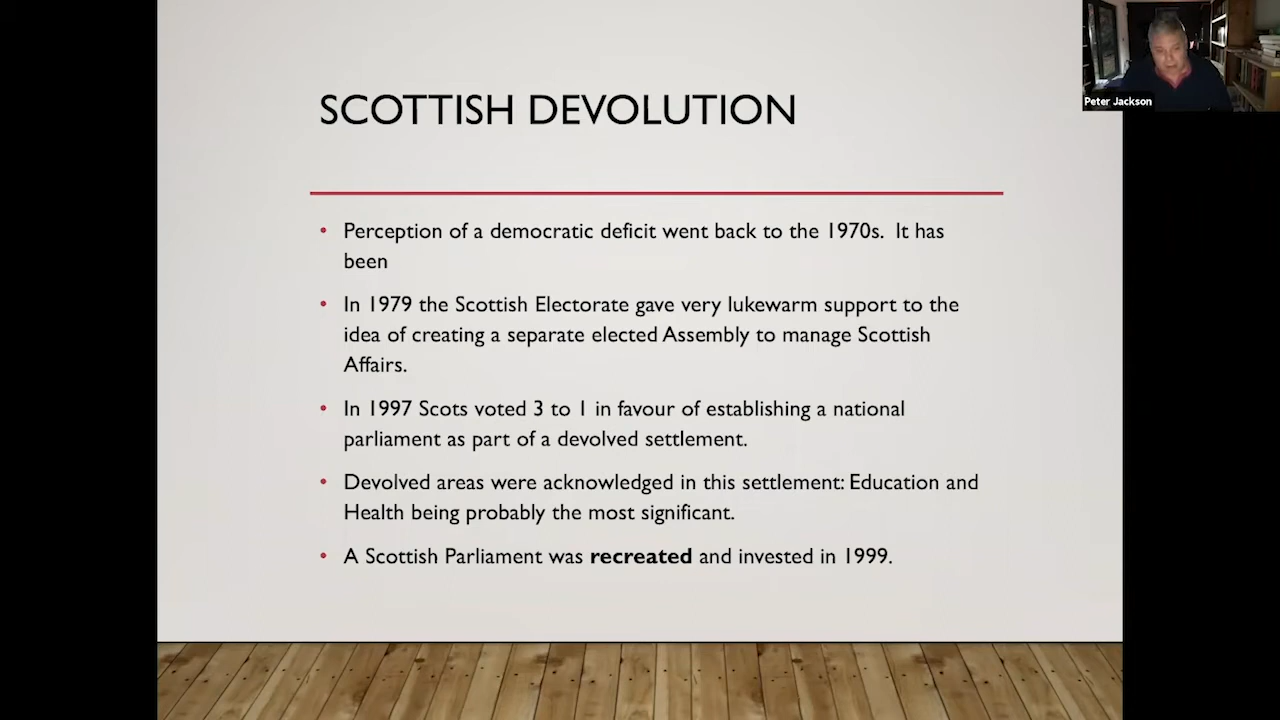 Peter Jackson
SCOTTISH DEVOLUTION
• Perception of a democratic deficit went back to the 1970s. It has
been
• In 1979 the Scottish Electorate gave very lukewarm support to the
idea of creating a separate elected Assembly to manage Scottish
Affairs.
• In 1997 Scots voted 3 to 1 in favour of establishing a national
parliament as part of a devolved settlement.
• Devolved areas were acknowledged in this settlement: Education and
Health being probably the most significant.
• A Scottish Parliament was recreated and invested in 1999.